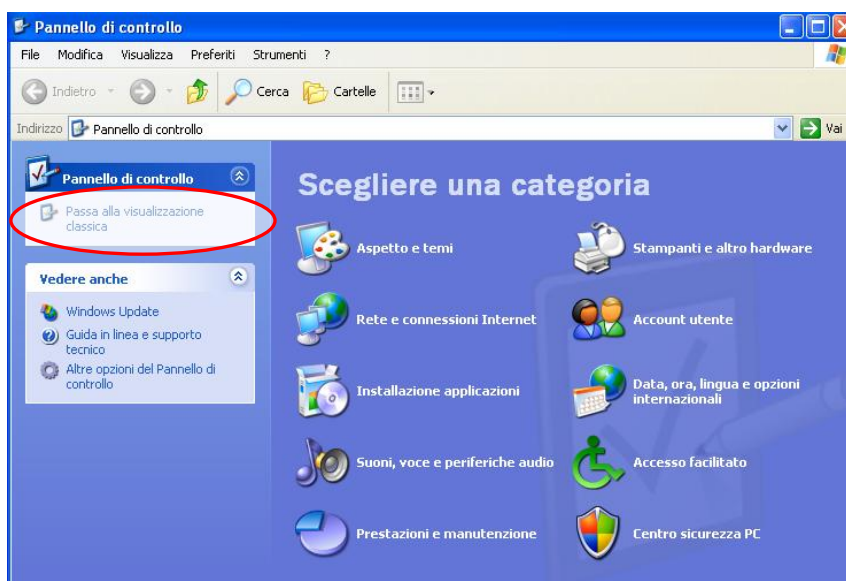 Pannello di controllo
File Modifica Visualizza Preferiti Strumenti ?
Indietro Cerca Cartelle
Indirizzo Pannello di controllo Vai
Pannello di controllo
Passa alla visualizzazione
classica
Vedere anche
Windows Update
Guida in linea e supporto
tecnico
Altre opzioni del Pannello di
controllo
Scegliere una categoria
Aspetto e temi
Stampanti e altro hardware
Rete e connessioni Internet
Account utente
Installazione applicazioni
Data, ora, lingua e opzioni
internazionali
Suoni, voce e periferiche audio
Accesso facilitato
Prestazioni e manutenzione
Centro sicurezza PC